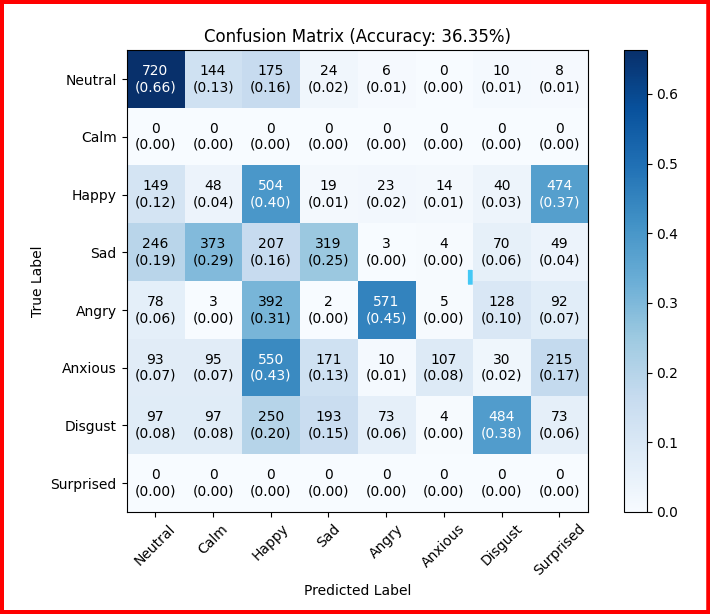 Confusion Matrix (Accuracy: 36.35%)
Neutral 720 144 175 24 6 0 10 8
(0.66) (0.13) (0.16) (0.02) (0.01) (0.00) (0.01) (0.01)
Calm 0 0 0 0 0 0 0 0
(0.00) (0.00) (0.00) (0.00) (0.00) (0.00) (0.00) (0.00)
Happy 149 48 504 19 23 14 40 474
(0.12) (0.04) (0.40) (0.01) (0.02) (0.01) (0.03) (0.37)
Sad 246 373 207 319 3 4 70 49
(0.19) (0.29) (0.16) (0.25) (0.00) (0.00) (0.06) (0.04)
Angry 78 3 392 2 571 5 128 92
(0.06) (0.00) (0.31) (0.00) (0.45) (0.00) (0.10) (0.07)
Anxious 93 95 550 171 10 107 30 215
(0.07) (0.07) (0.43) (0.13) (0.01) (0.08) (0.02) (0.17)
Disgust 97 97 250 193 73 4 484 73
(0.08) (0.08) (0.20) (0.15) (0.06) (0.00) (0.38) (0.06)
Surprised 0 0 0 0 0 0 0 0
(0.00) (0.00) (0.00) (0.00) (0.00) (0.00) (0.00) (0.00)
Neutral Calm Happy Sad Angry Anxious Disgust Surprised
Predicted Label
True Label
0.6
0.5
0.4
0.3
0.2
0.1
0.0